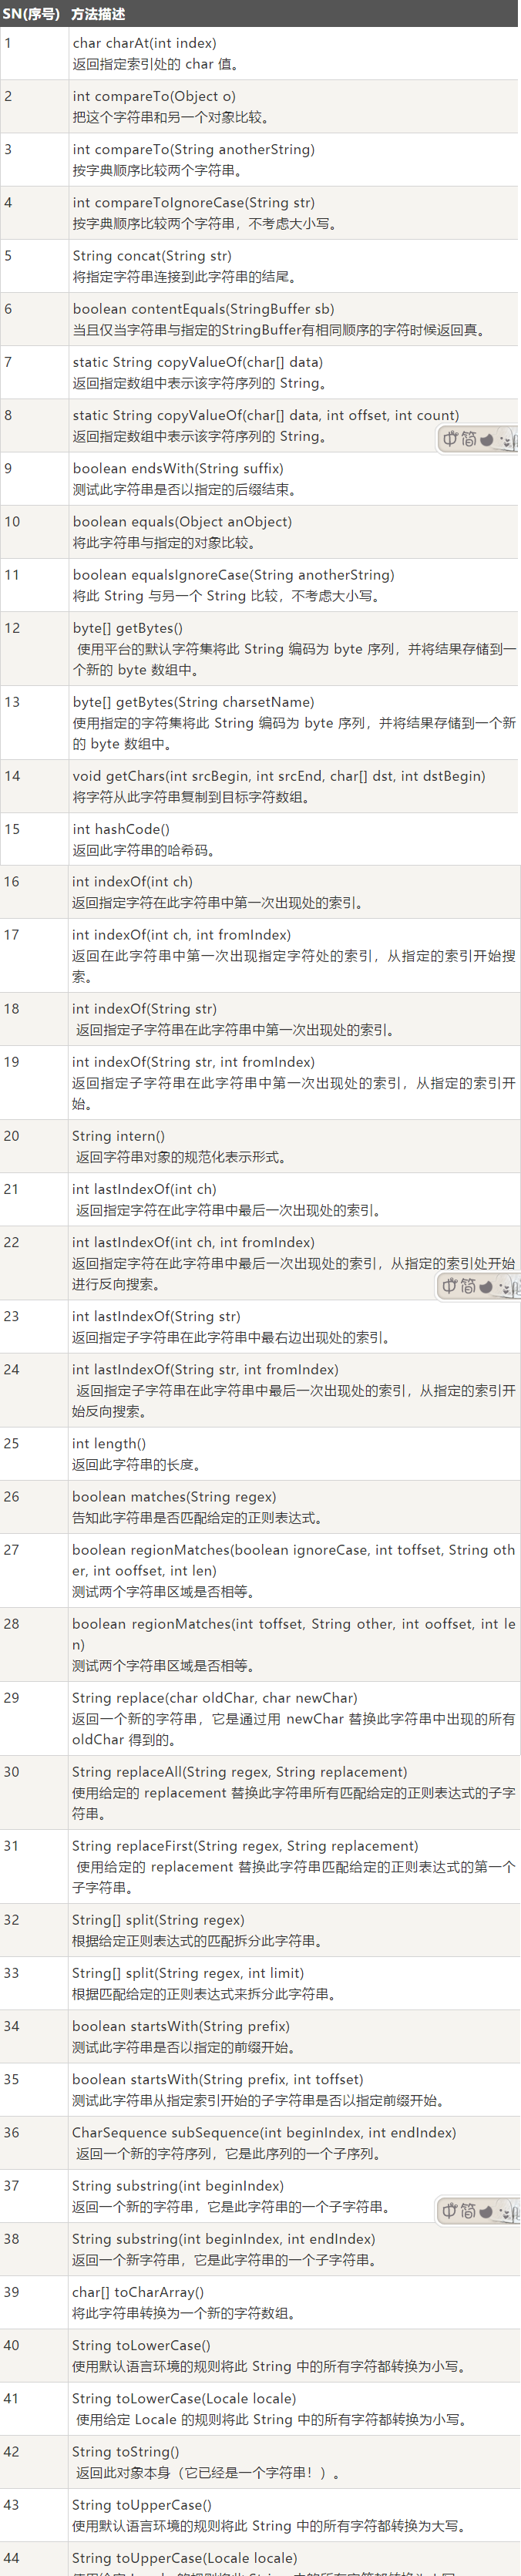 SN(序号) 方法描述
1 char charAt(int index)
返回指定索引处的 char 值。
2 int compareTo(Object o)
把这个字符串和另一个对象比较。
3 int compareTo(String anotherString)
按字典顺序比较两个字符串。
4 int compareToIgnoreCase(String str)
按字典顺序比较两个字符串，不考虑大小写。
5 String concat(String str)
将指定字符串连接到此字符串的结尾。
6 boolean contentEquals(StringBuffer sb)
当且仅当字符串与指定的StringBuffer有相同顺序的字符时候返回真。
7 static String copyValueOf(char[] data)
返回指定数组中表示该字符序列的 String。
8 static String copyValueOf(char[] data, int offset, int count)
返回指定数组中表示该字符序列的 String。
中简
9 boolean endsWith(String suffix)
测试此字符串是否以指定的后缀结束。
10 boolean equals(Object anObject)
将此字符串与指定的对象比较。
11 boolean equalsIgnoreCase(String anotherString)
将此 String 与另一个 String 比较，不考虑大小写。
12 byte[] getBytes()
使用平台的默认字符集将此 String 编码为 byte 序列，并将结果存储到一
个新的 byte 数组中。
13 byte[] getBytes(String charsetName)
使用指定的字符集将此 String 编码为 byte 序列，并将结果存储到一个新
的 byte 数组中。
14 void getChars(int srcBegin, int srcEnd, char[] dst, int dstBegin)
将字符从此字符串复制到目标字符数组。
15 int hashCode()
返回此字符串的哈希码。
16 int indexOf(int ch)
返回指定字符在此字符串中第一次出现处的索引。
17 int indexOf(int ch, int fromIndex)
返回在此字符串中第一次出现指定字符处的索引，从指定的索引开始搜
索。
18 int indexOf(String str)
返回指定子字符串在此字符串中第一次出现处的索引。
19 int indexOf(String str, int fromIndex)
返回指定子字符串在此字符串中第一次出现处的索引，从指定的索引开
始。
20 String intern()
返回字符串对象的规范化表示形式。
21 int lastIndexOf(int ch)
返回指定字符在此字符串中最后一次出现处的索引。
22 int lastIndexOf(int ch, int fromIndex)
返回指定字符在此字符串中最后一次出现处的索引，从指定的索引处开始
进行反向搜索。
中简
23 int lastIndexOf(String str)
返回指定子字符串在此字符串中最右边出现处的索引。
24 int lastIndexOf(String str, int fromIndex)
返回指定子字符串在此字符串中最后一次出现处的索引，从指定的索引开
始反向搜索。
25 int length()
返回此字符串的长度。
26 boolean matches(String regex)
告知此字符串是否匹配给定的正则表达式。
27 boolean regionMatches(boolean ignoreCase, int toffset, String oth
er, int ooffset, int len)
测试两个字符串区域是否相等。
28 boolean regionMatches(int toffset, String other, int ooffset, int le
n)
测试两个字符串区域是否相等。
29 String replace(char oldChar, char newChar)
返回一个新的字符串，它是通过用 newChar 替换此字符串中出现的所有
oldChar 得到的。
30 String replaceAll(String regex, String replacement)
使用给定的 replacement 替换此字符串所有匹配给定的正则表达式的子字
符串。
31 String replaceFirst(String regex, String replacement)
使用给定的 replacement 替换此字符串匹配给定的正则表达式的第一个
子字符串。
32 String[] split(String regex)
根据给定正则表达式的匹配拆分此字符串。
33 String[] split(String regex, int limit)
根据匹配给定的正则表达式来拆分此字符串。
34 boolean startsWith(String prefix)
测试此字符串是否以指定的前缀开始。
35 boolean startsWith(String prefix, int toffset)
测试此字符串从指定索引开始的子字符串是否以指定前缀开始。
36 CharSequence subSequence(int beginIndex, int endIndex)
返回一个新的字符序列，它是此序列的一个子序列。
37 String substring(int beginIndex)
返回一个新的字符串，它是此字符串的一个子字符串。
中简
38 String substring(int beginIndex, int endIndex)
返回一个新字符串，它是此字符串的一个子字符串。
39 char[] toCharArray()
将此字符串转换为一个新的字符数组。
40 String toLowerCase()
使用默认语言环境的规则将此 String 中的所有字符都转换为小写。
41 String toLowerCase(Locale locale)
使用给定 Locale 的规则将此 String 中的所有字符都转换为小写。
42 String toString()
返回此对象本身（它已经是一个字符串！）。
43 String toUpperCase()
使用默认语言环境的规则将此 String 中的所有字符都转换为大写。
44 String toUpperCase(Locale locale)